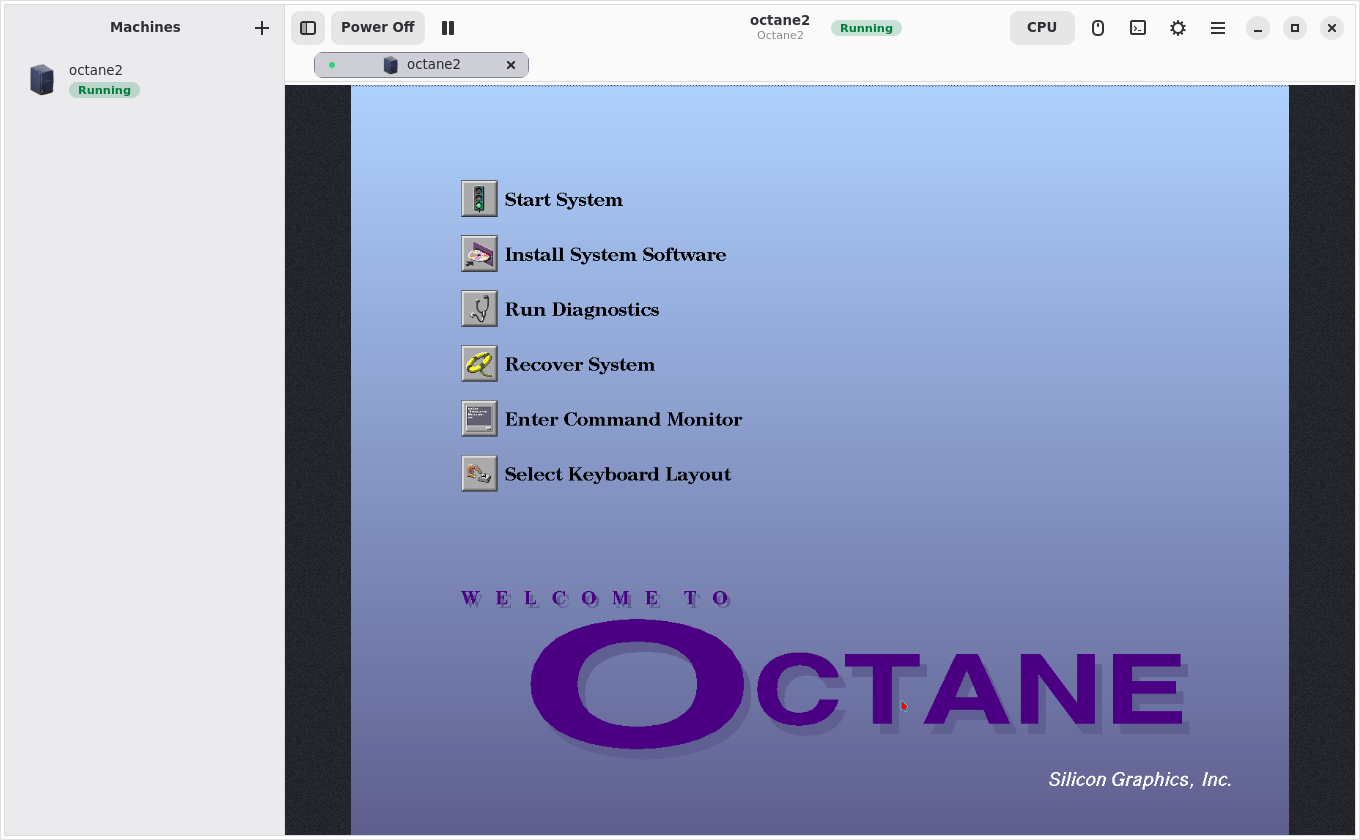 Machines
Power Off
octane2
Octane2
Running
CPU
octane2
Running
octane2
Start System
Install System Software
Run Diagnostics
Recover System
Enter Command Monitor
Select Keyboard Layout
WELCOME TO
OCTANE
Silicon Graphics, Inc.